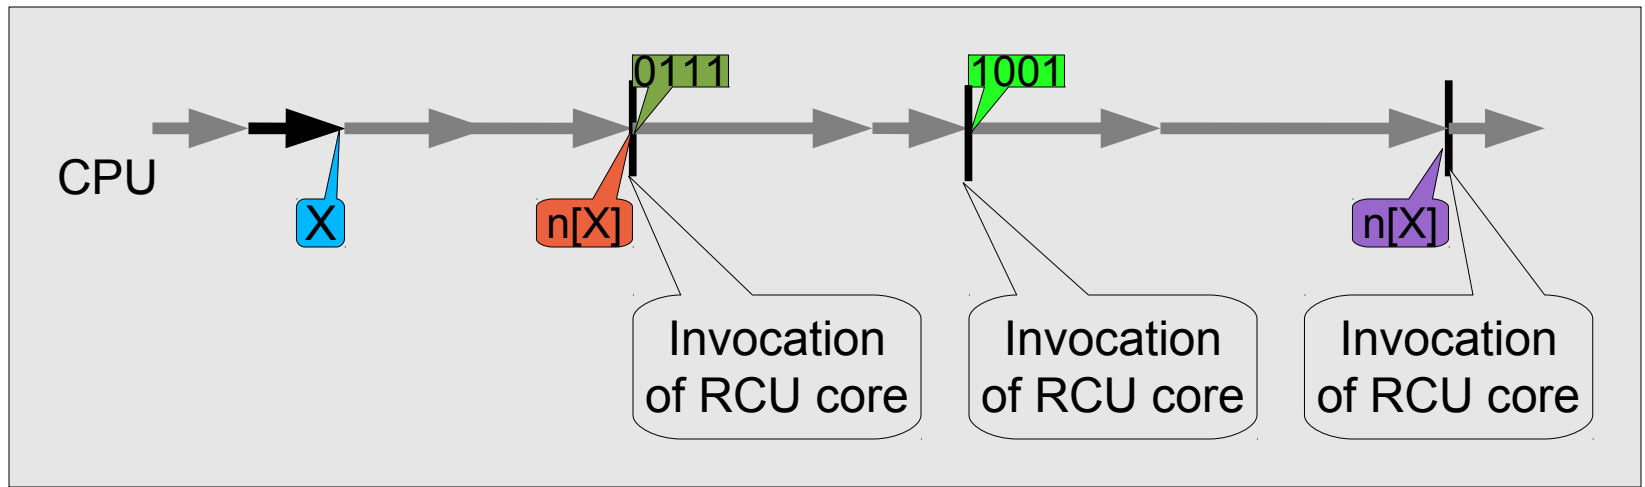 0111
1001
CPU
X
n[X]
n[X]
Invocation
of RCU core
Invocation
of RCU core
Invocation
of RCU core